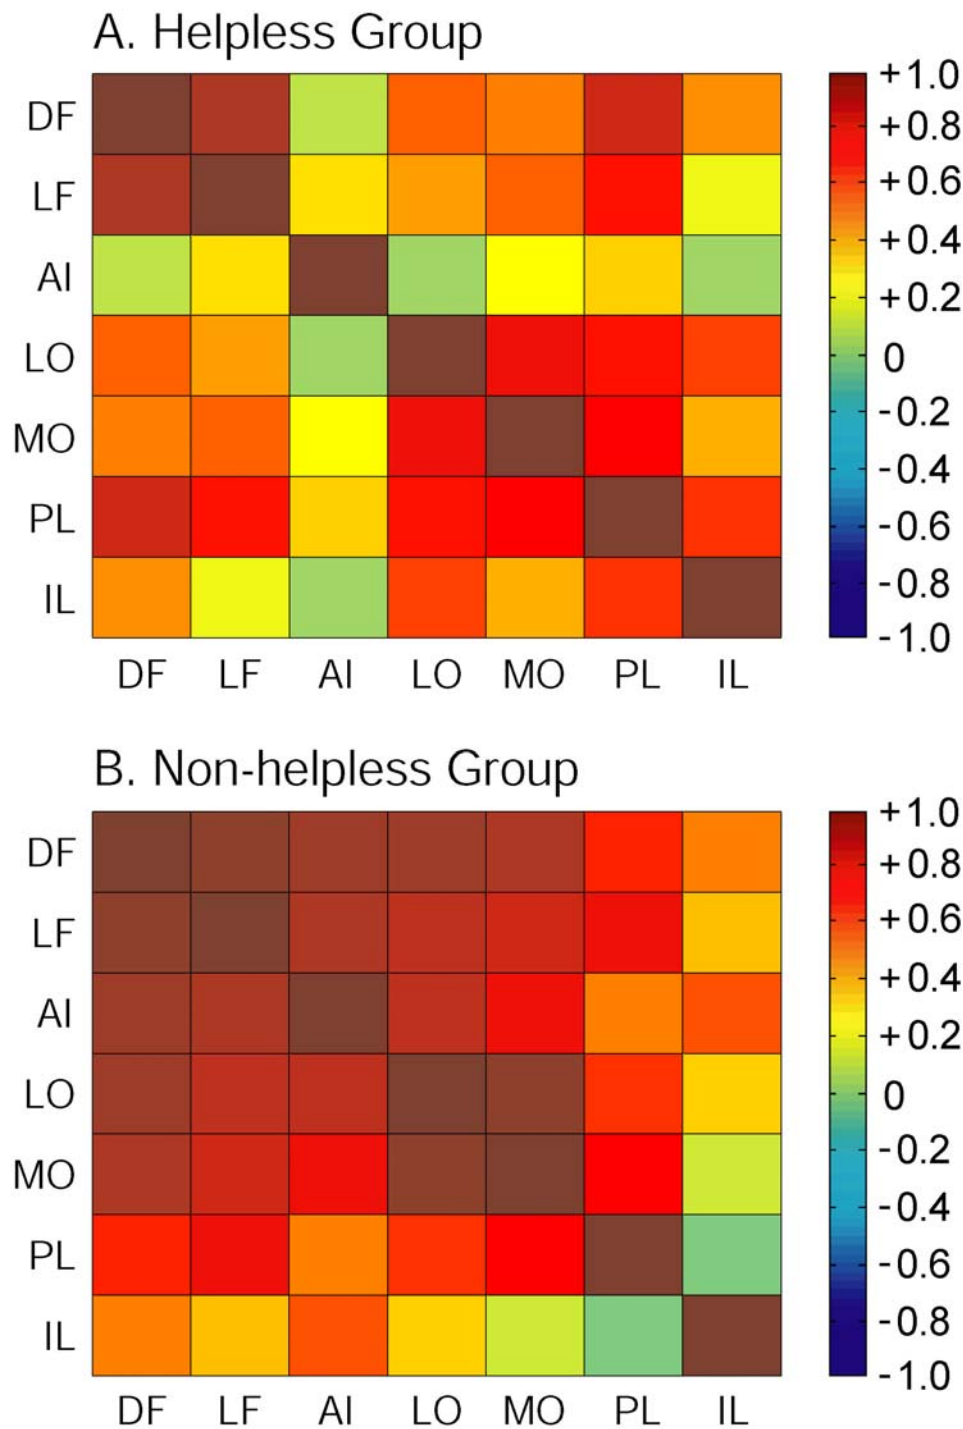 A. Helpless Group
DF
LF
AI
LO
MO
PL
IL
DF LF AI LO MO PL IL
+1.0
+0.8
+0.6
+0.4
+0.2
0
-0.2
-0.4
-0.6
-0.8
-1.0
B. Non-helpless Group
DF
LF
AI
LO
MO
PL
IL
DF LF AI LO MO PL IL
+1.0
+0.8
+0.6
+0.4
+0.2
0
-0.2
-0.4
-0.6
-0.8
-1.0